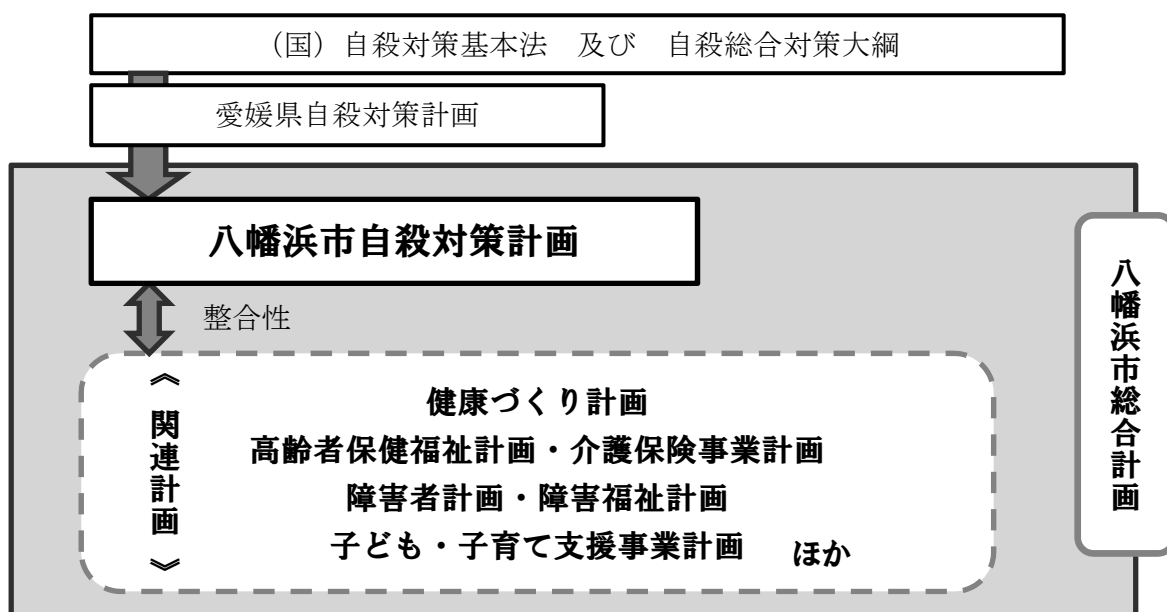 (国) 自殺対策基本法　及び　自殺総合対策大綱
愛媛県自殺対策計画
八幡浜市自殺対策計画
整合性
《関連計画》
健康づくり計画
高齢者保健福祉計画・介護保険事業計画
障害者計画・障害福祉計画
子ども・子育て支援事業計画　ほか
八幡浜市総合計画